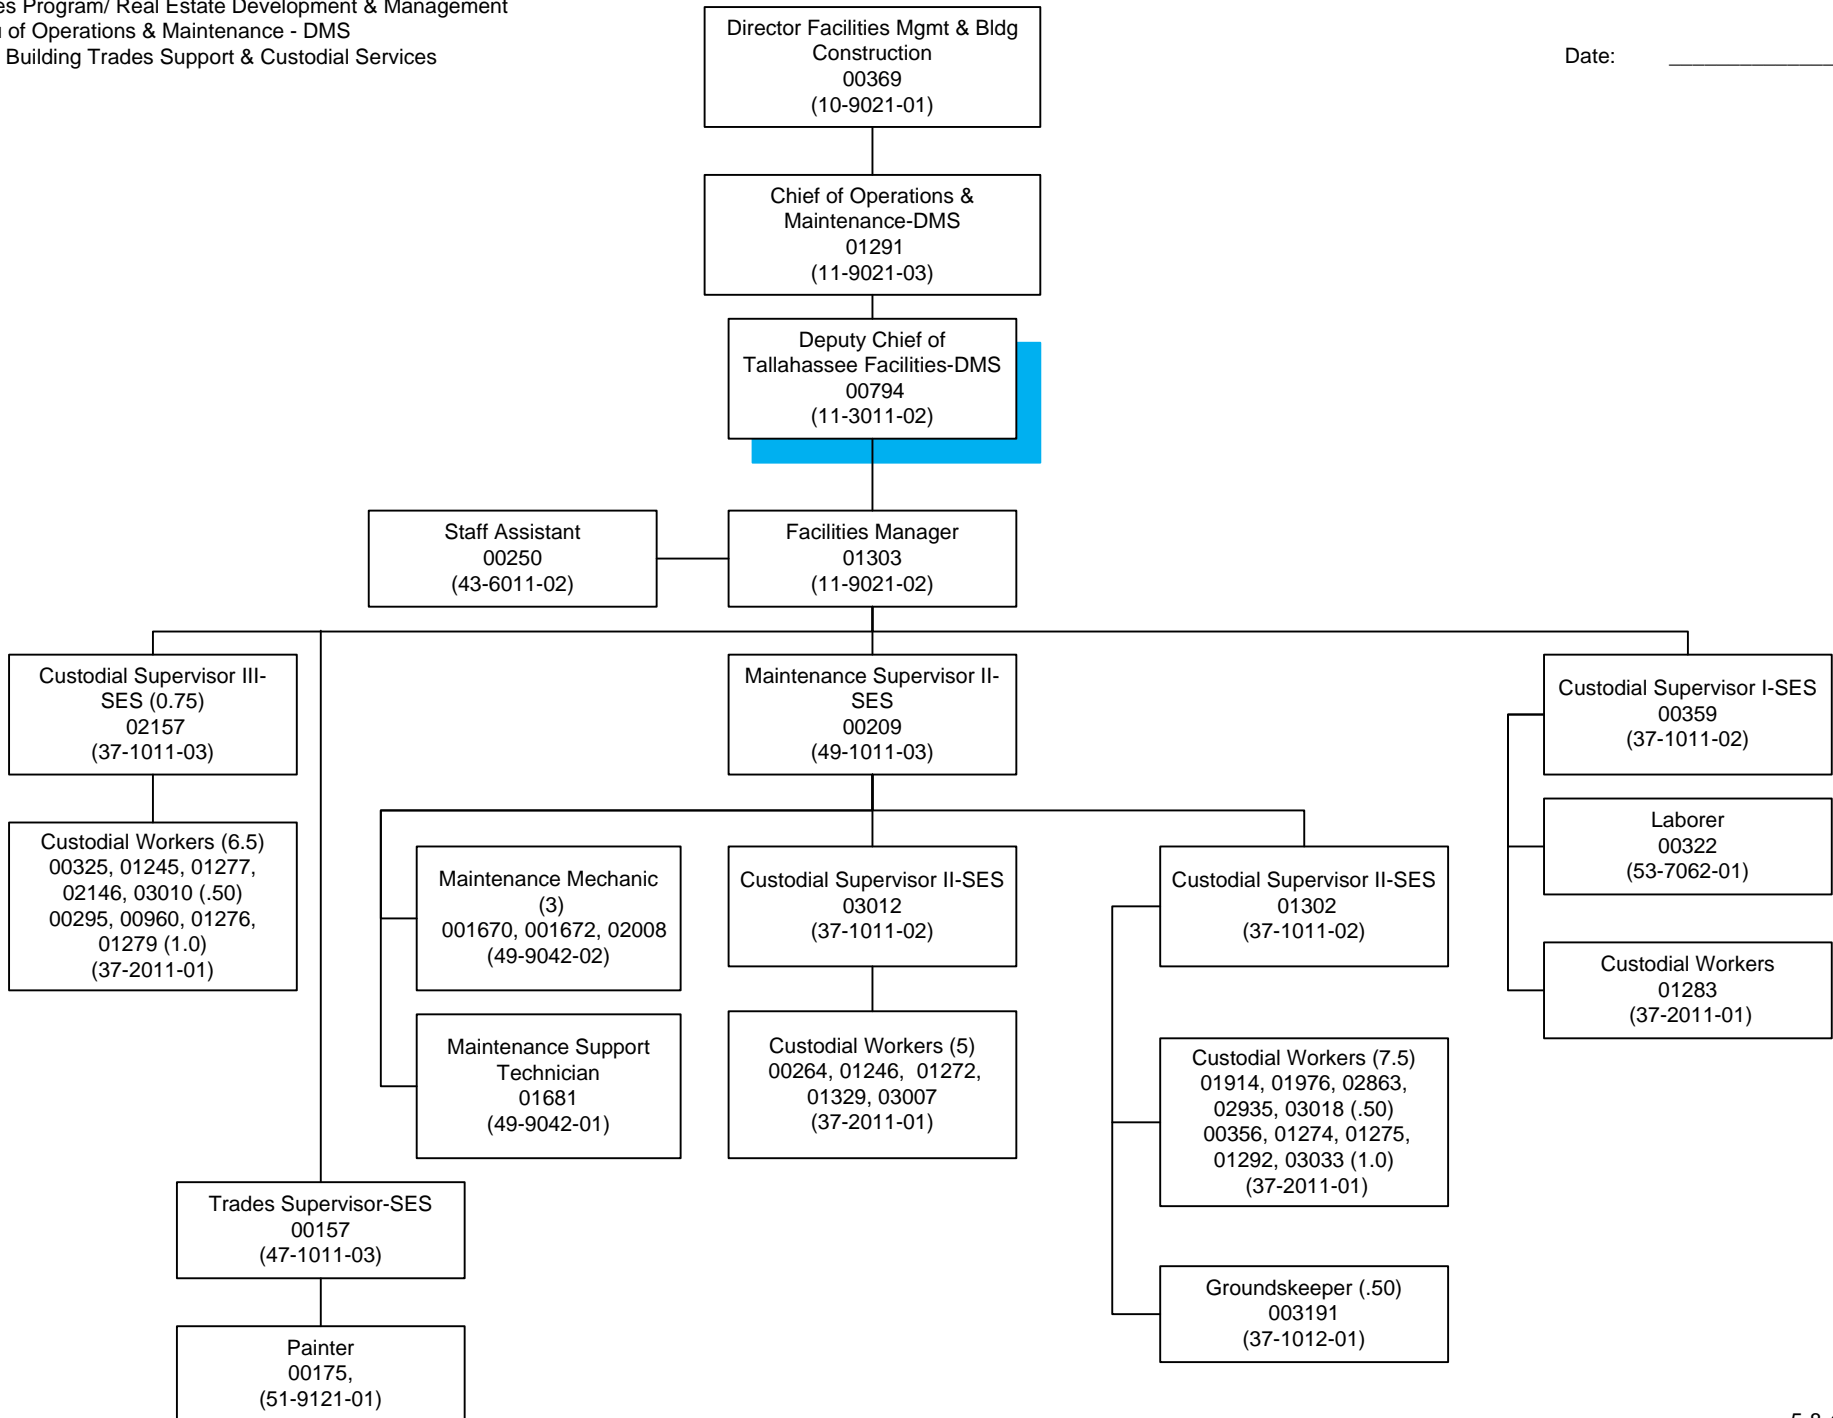 es Program/ Real Estate Development & Management
of Operations & Maintenance - DMS
Building Trades Support & Custodial Services
Date: ______________
Director Facilities Mgmt & Bldg
Construction
00369
(10-9021-01)
Chief of Operations &
Maintenance-DMS
01291
(11-9021-03)
Deputy Chief of
Tallahassee Facilities-DMS
00794
(11-3011-02)
Staff Assistant
00250
(43-6011-02)
Facilities Manager
01303
(11-9021-02)
Custodial Supervisor III-
SES (0.75)
02157
(37-1011-03)
Maintenance Supervisor II-
SES
00209
(49-1011-03)
Custodial Supervisor I-SES
00359
(37-1011-02)
Custodial Workers (6.5)
00325, 01245, 01277,
02146, 03010 (.50)
00295, 00960, 01276,
01279 (1.0)
(37-2011-01)
Maintenance Mechanic
(3)
001670, 001672, 02008
(49-9042-02)
Custodial Supervisor II-SES
03012
(37-1011-02)
Custodial Supervisor II-SES
01302
(37-1011-02)
Laborer
00322
(53-7062-01)
Custodial Workers
01283
(37-2011-01)
Maintenance Support
Technician
01681
(49-9042-01)
Custodial Workers (5)
00264, 01246, 01272,
01329, 03007
(37-2011-01)
Custodial Workers (7.5)
01914, 01976, 02863,
02935, 03018 (.50)
00356, 01274, 01275,
01292, 03033 (1.0)
(37-2011-01)
Trades Supervisor-SES
00157
(47-1011-03)
Groundskeeper (.50)
003191
(37-1012-01)
Painter
00175,
(51-9121-01)